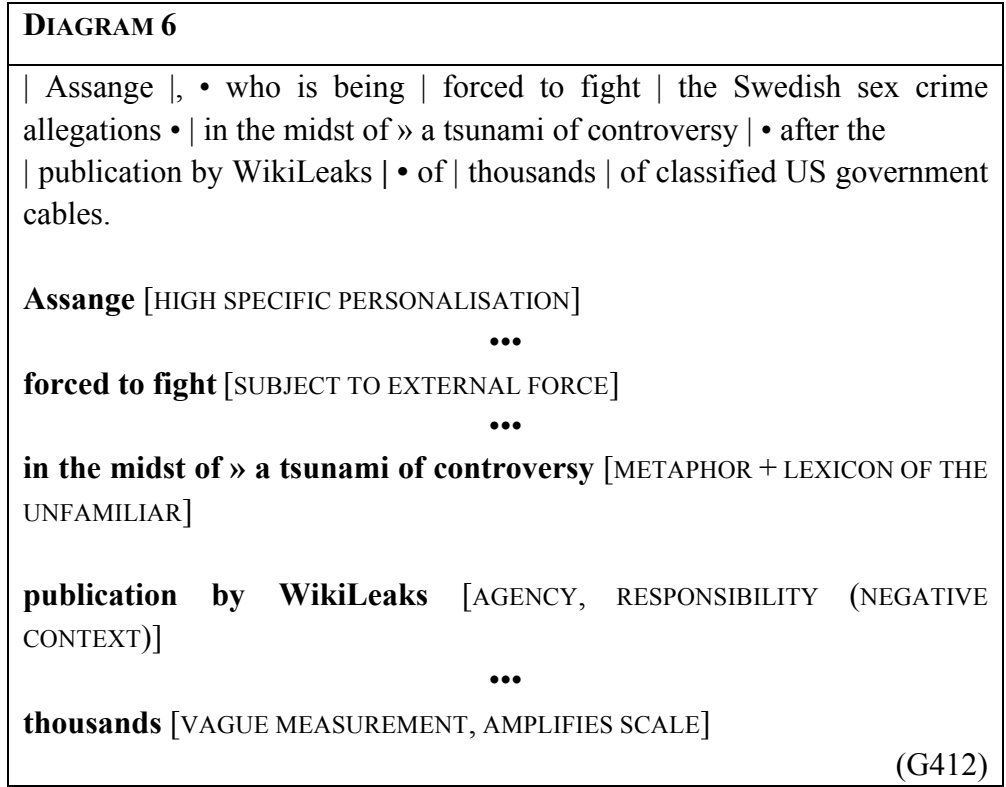 DIAGRAM 6
| Assange |, • who is being | forced to fight | the Swedish sex crime
allegations • | in the midst of » a tsunami of controversy | • after the
| publication by WikiLeaks | • of | thousands | of classified US government
cables.
Assange [HIGH SPECIFIC PERSONALISATION]
•••
forced to fight [SUBJECT TO EXTERNAL FORCE]
•••
in the midst of » a tsunami of controversy [METAPHOR + LEXICON OF THE
UNFAMILIAR]
publication by WikiLeaks [AGENCY, RESPONSIBILITY (NEGATIVE
CONTEXT)]
•••
thousands [VAGUE MEASUREMENT, AMPLIFIES SCALE]
(G412)